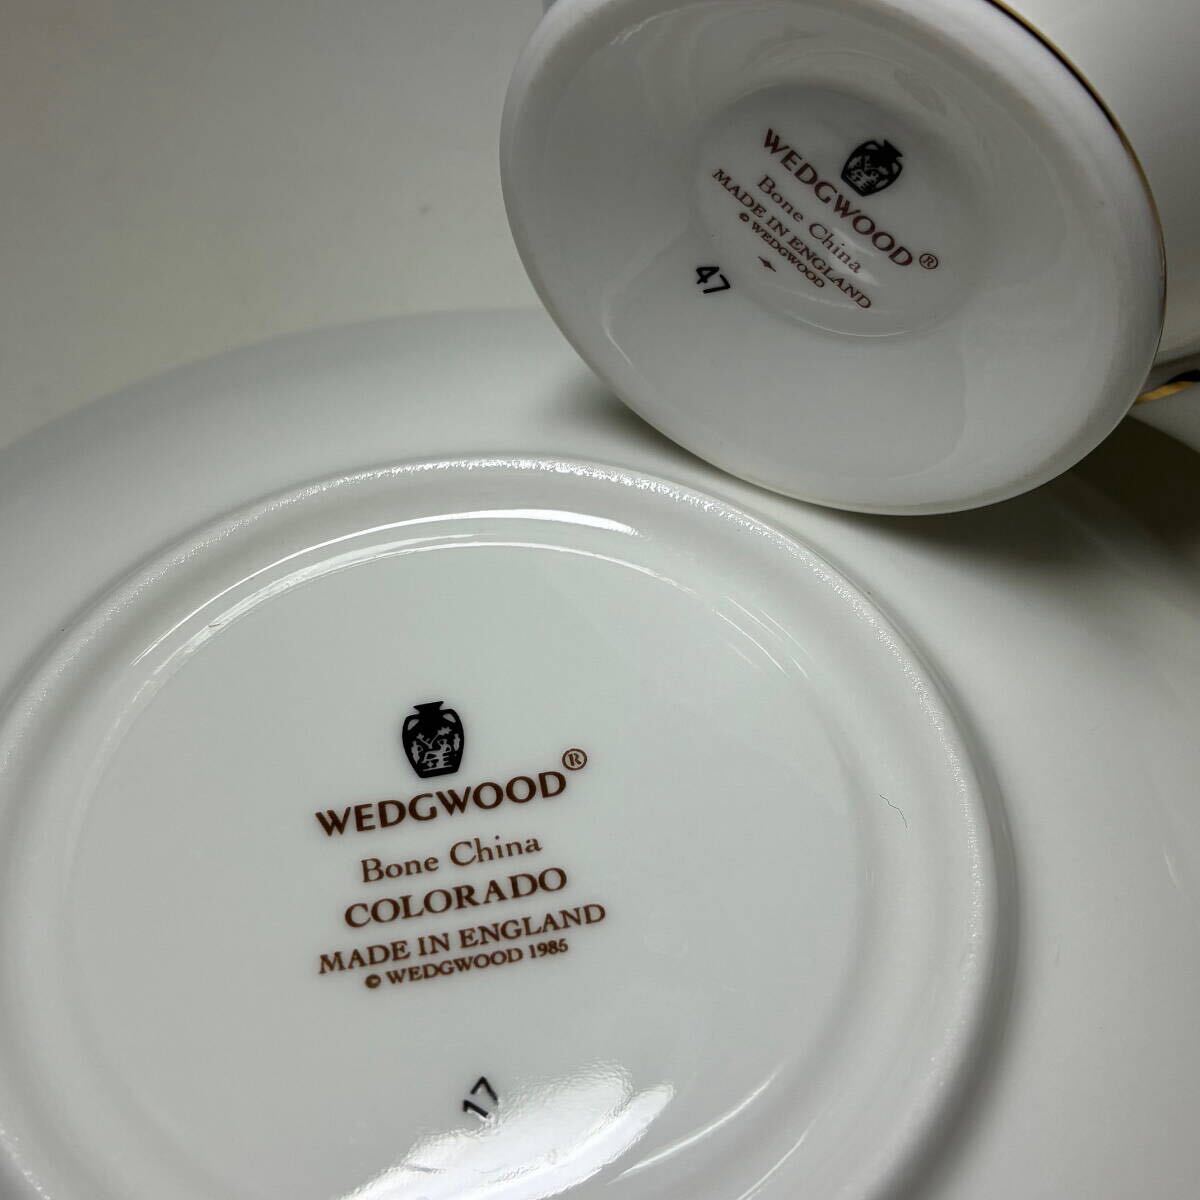 WEDGWOOD®
Bone China
MADE IN ENGLAND
© WEDGWOOD
47
WEDGWOOD®
Bone China
COLORADO
MADE IN ENGLAND
© WEDGWOOD 1985
17